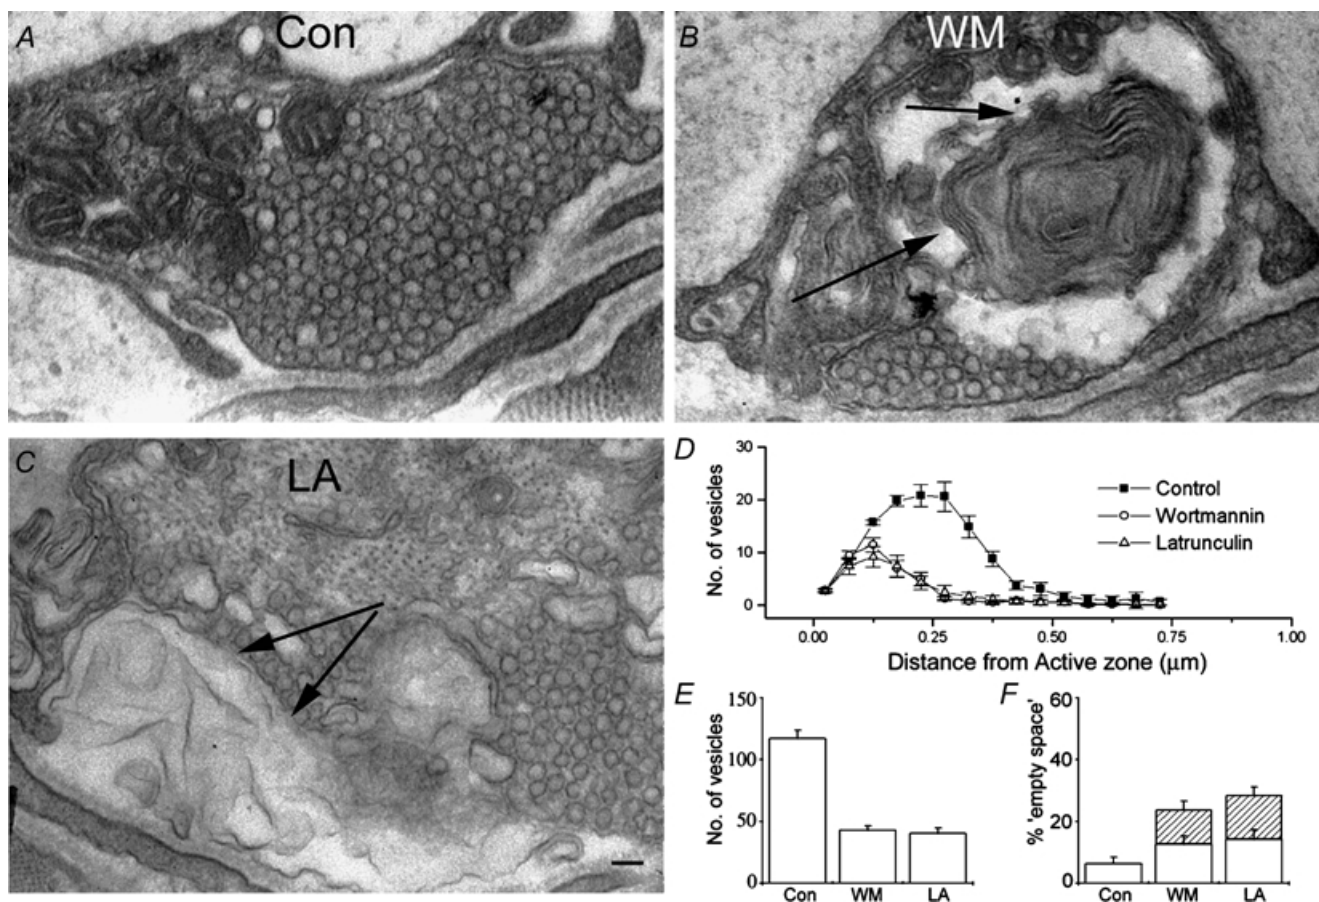 A
Con
B
WM
C
LA
D
30
20
10
0
No. of vesicles
Control
Wortmannin
Latrunculin
0.00
0.25
0.50
0.75
1.00
Distance from Active zone (μm)
E
150
100
50
0
No. of vesicles
Con
WM
LA
F
60
40
20
0
% 'empty space'
Con
WM
LA